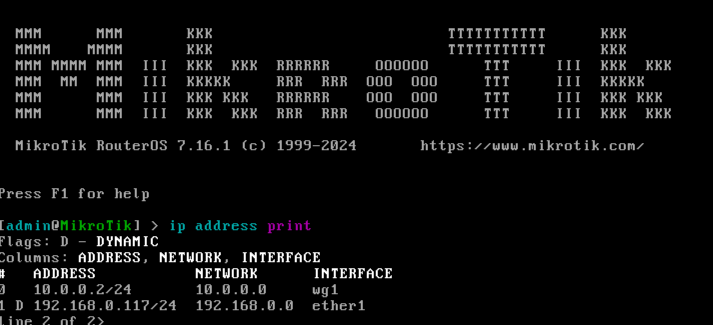 MMM      MMM       KKK                          TTTTTTTTTTT      KKK
MMMM    MMMM       KKK                          TTTTTTTTTTT      KKK
MMM MMMM MMM  III  KKK  KKK  RRRRRR     OOOOOO      TTT     III  KKK  KKK
MMM  MM  MMM  III  KKKKK     RRR  RRR  OOO  OOO     TTT     III  KKKKK
MMM      MMM  III  KKK KKK   RRRRRR    OOO  OOO     TTT     III  KKK KKK
MMM      MMM  III  KKK  KKK  RRR  RRR   OOOOOO      TTT     III  KKK  KKK
MikroTik RouterOS 7.16.1 (c) 1999-2024       https://www.mikrotik.com/
Press F1 for help
[admin@MikroTik] > ip address print
Flags: D - DYNAMIC
Columns: ADDRESS, NETWORK, INTERFACE
#   ADDRESS           NETWORK      INTERFACE
0   10.0.0.2/24       10.0.0.0     wg1
1 D 192.168.0.117/24  192.168.0.0  ether1
line 2 of 2>